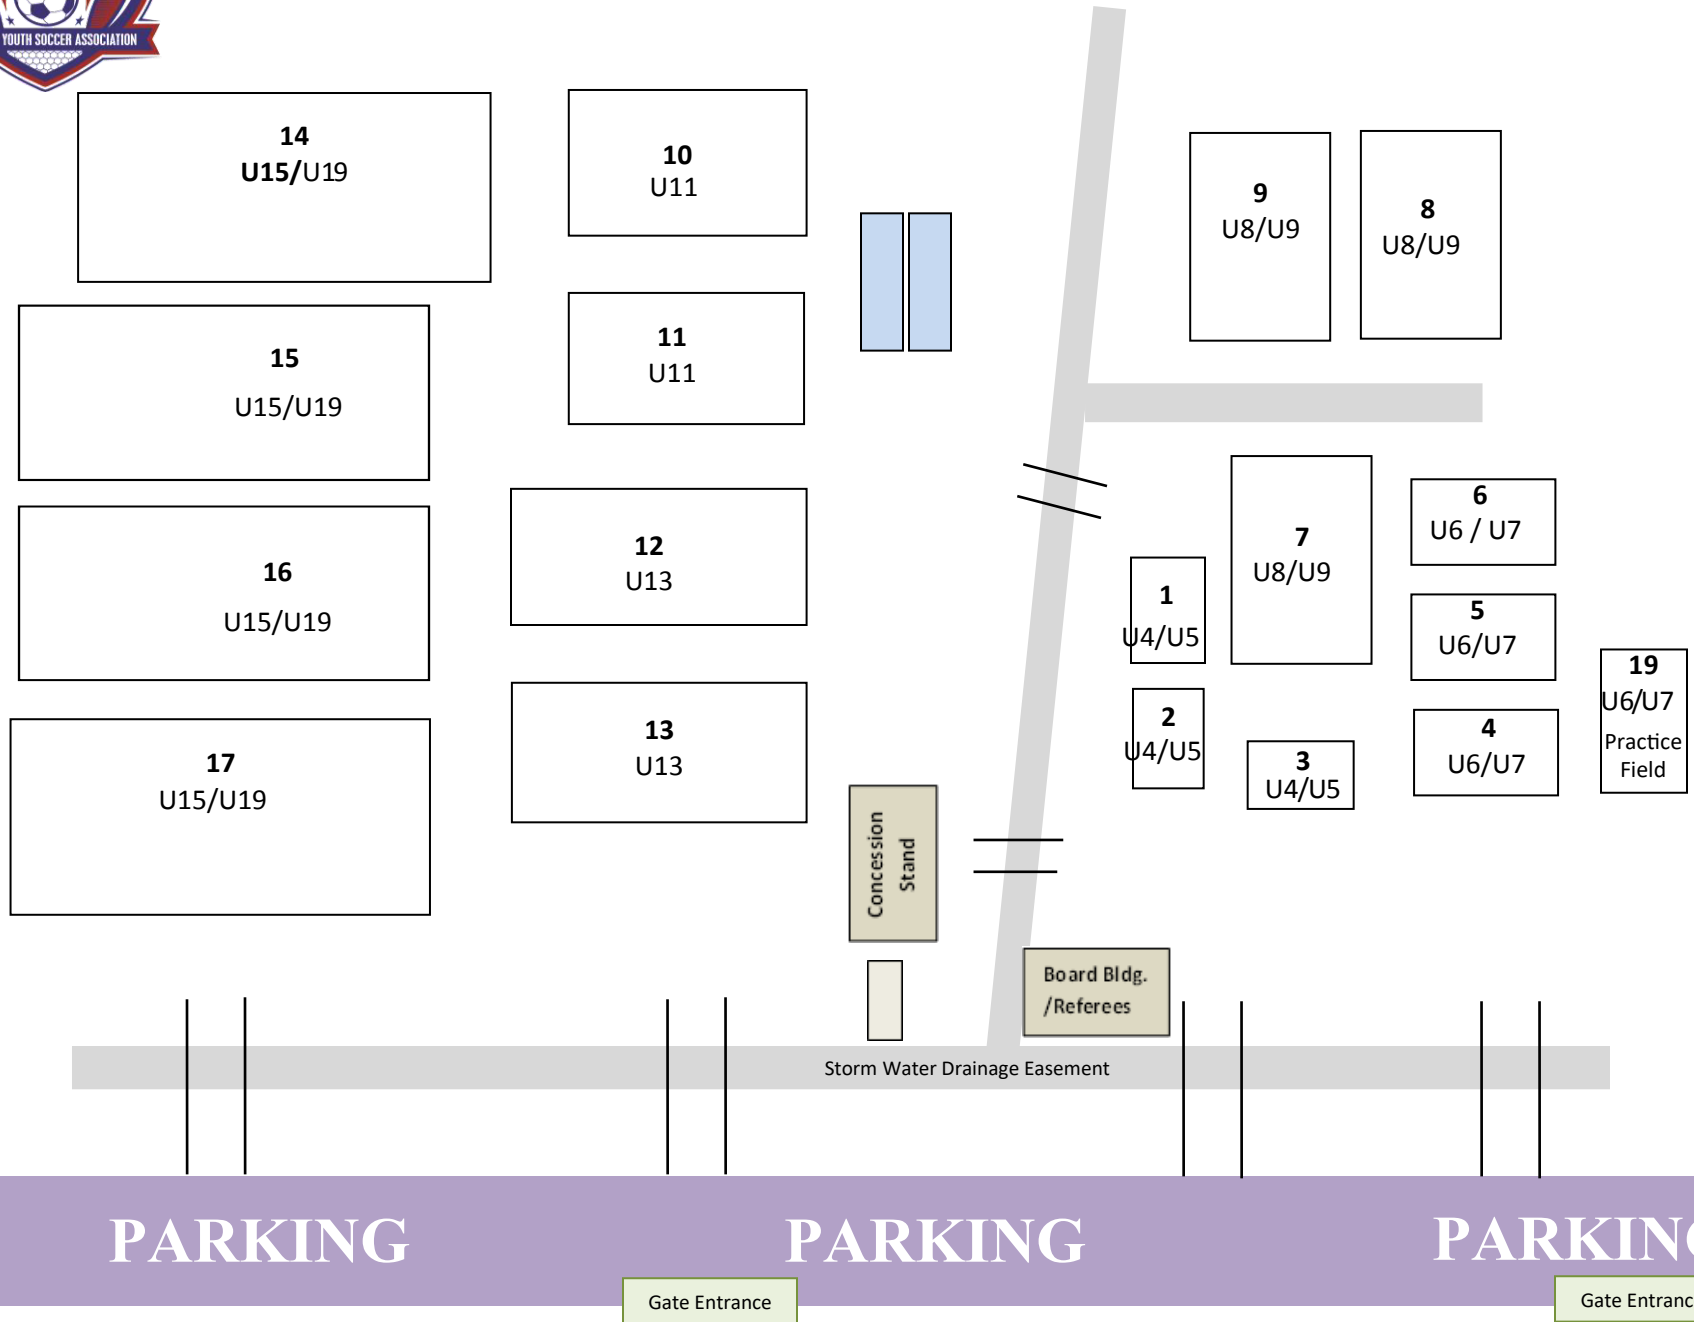 YOUTH SOCCER ASSOCIATION
14
U15/U19
10
U11
9
U8/U9
8
U8/U9
15
U15/U19
11
U11
16
U15/U19
12
U13
7
U8/U9
6
U6 / U7
1
U4/U5
5
U6/U7
19
U6/U7
Practice
Field
17
U15/U19
13
U13
2
U4/U5
3
U4/U5
4
U6/U7
Concession
Stand
Board Bldg.
/Referees
Storm Water Drainage Easement
PARKING
PARKING
PARKING
Gate Entrance
Gate Entranc